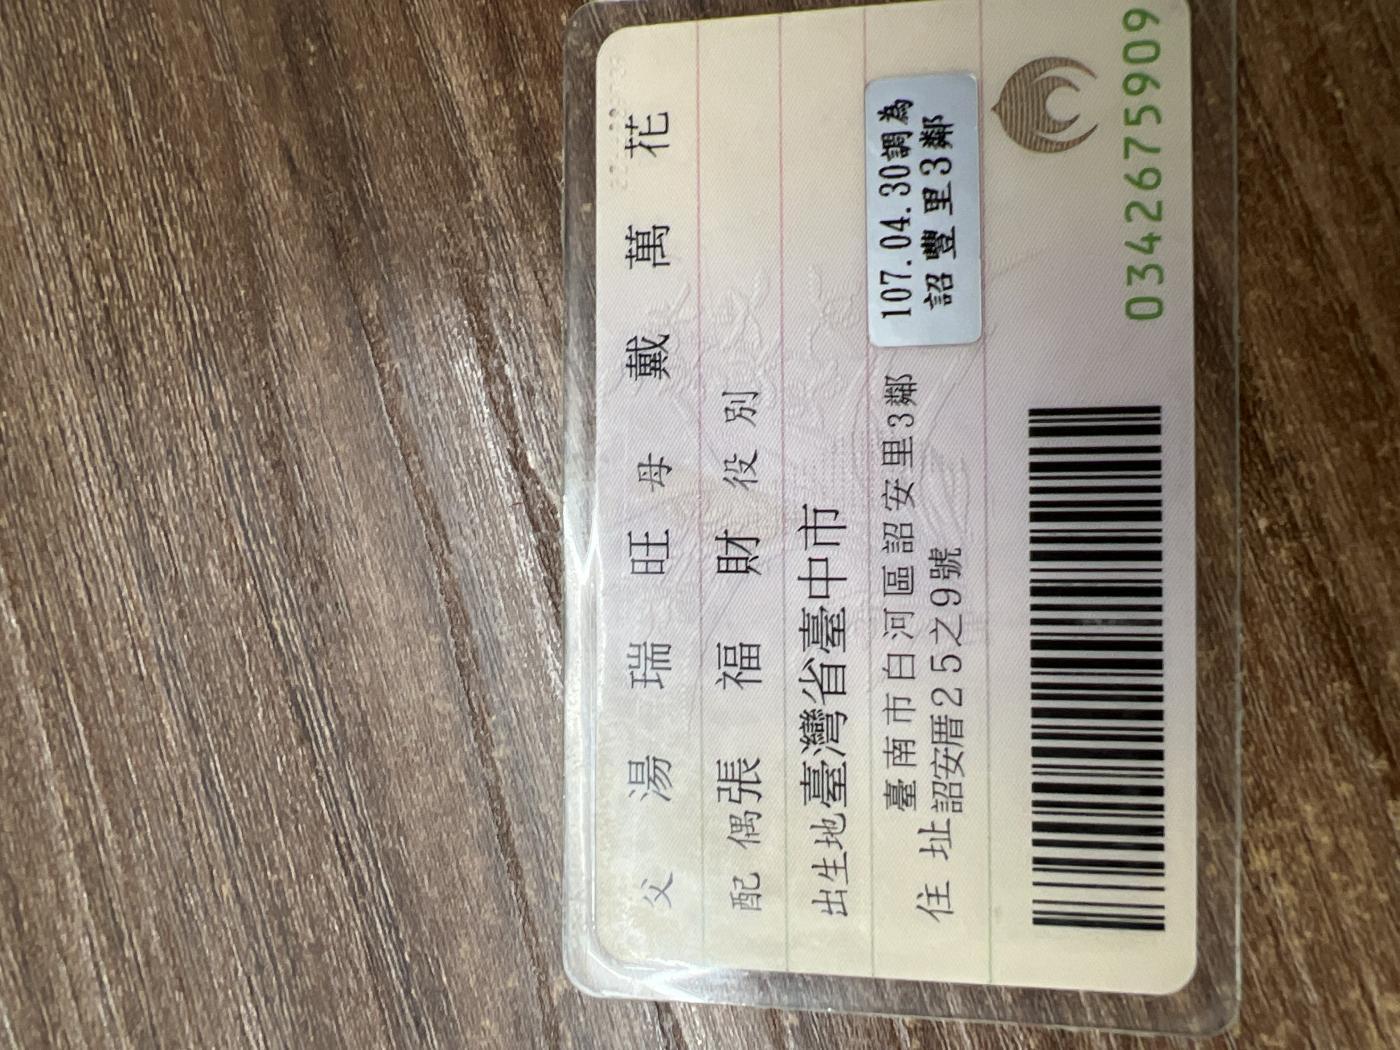 父 湯瑞旺 母 戴萬花
配偶 張福財 役別
出生地 臺灣省臺中市
住址 臺南市白河區詔安里3鄰
詔安厝25之9號
107.04.30調為
詔豐里3鄰
0342675909